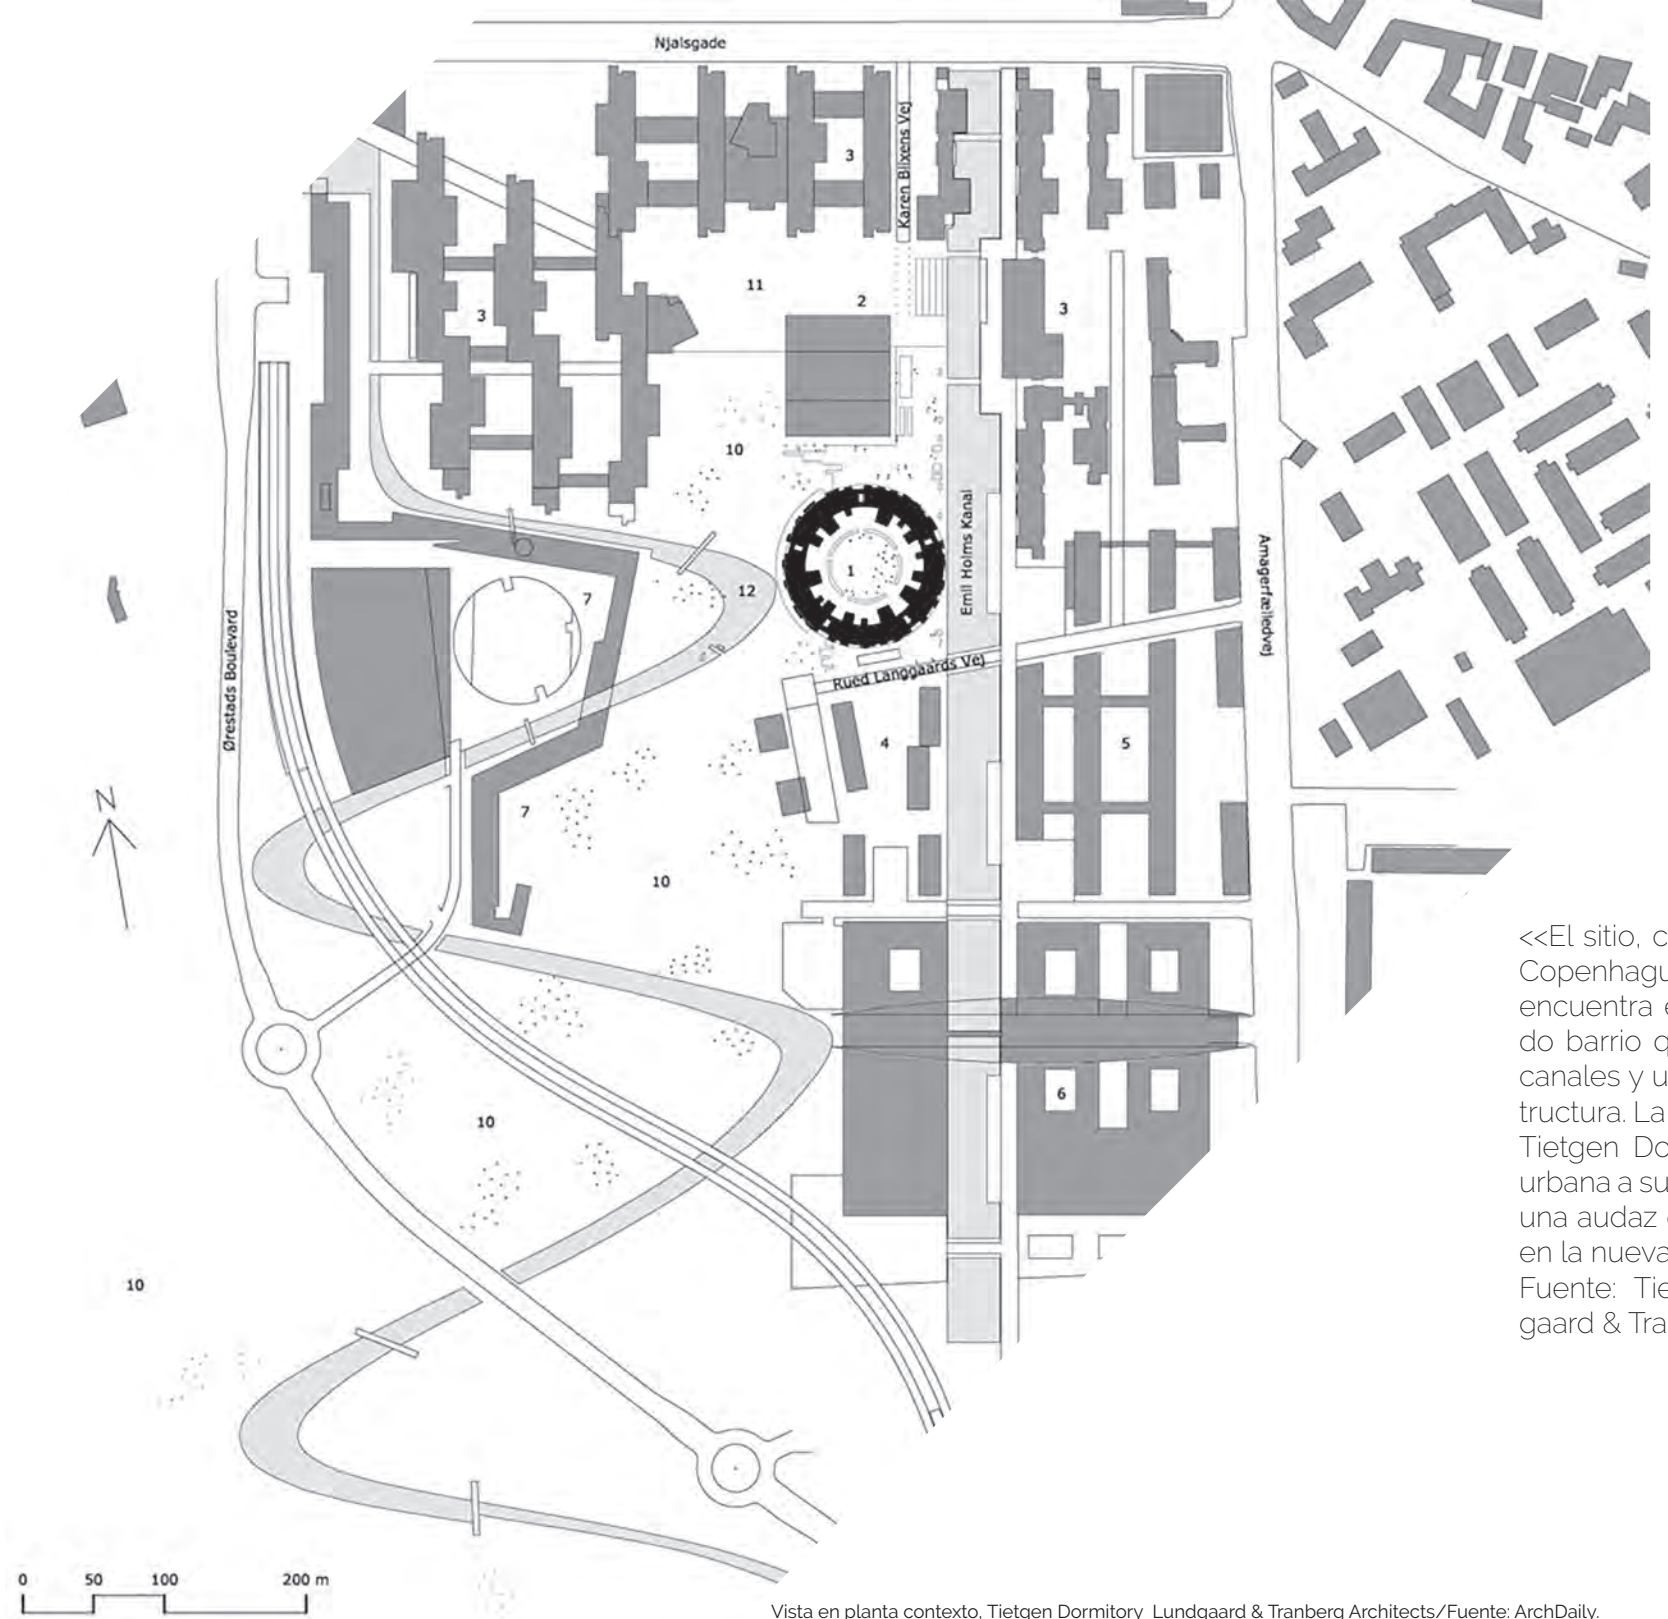 Njalsgade
Karen Blixens Vej
3
11
2
3
3
10
Emil Holms Kanal
1
12
7
Amagerfælledvej
Ørestads Boulevard
Rued Langgaards Vej
4
5
N
7
10
6
10
10
<<El sitio, c
Copenhagu
encuentra e
do barrio q
canales y u
tructura. La
Tietgen Do
urbana a su
una audaz
en la nueva
Fuente: Tie
gaard & Tra
0 50 100 200 m
Vista en planta contexto, Tietgen Dormitory Lundgaard & Tranberg Architects/Fuente: ArchDaily.